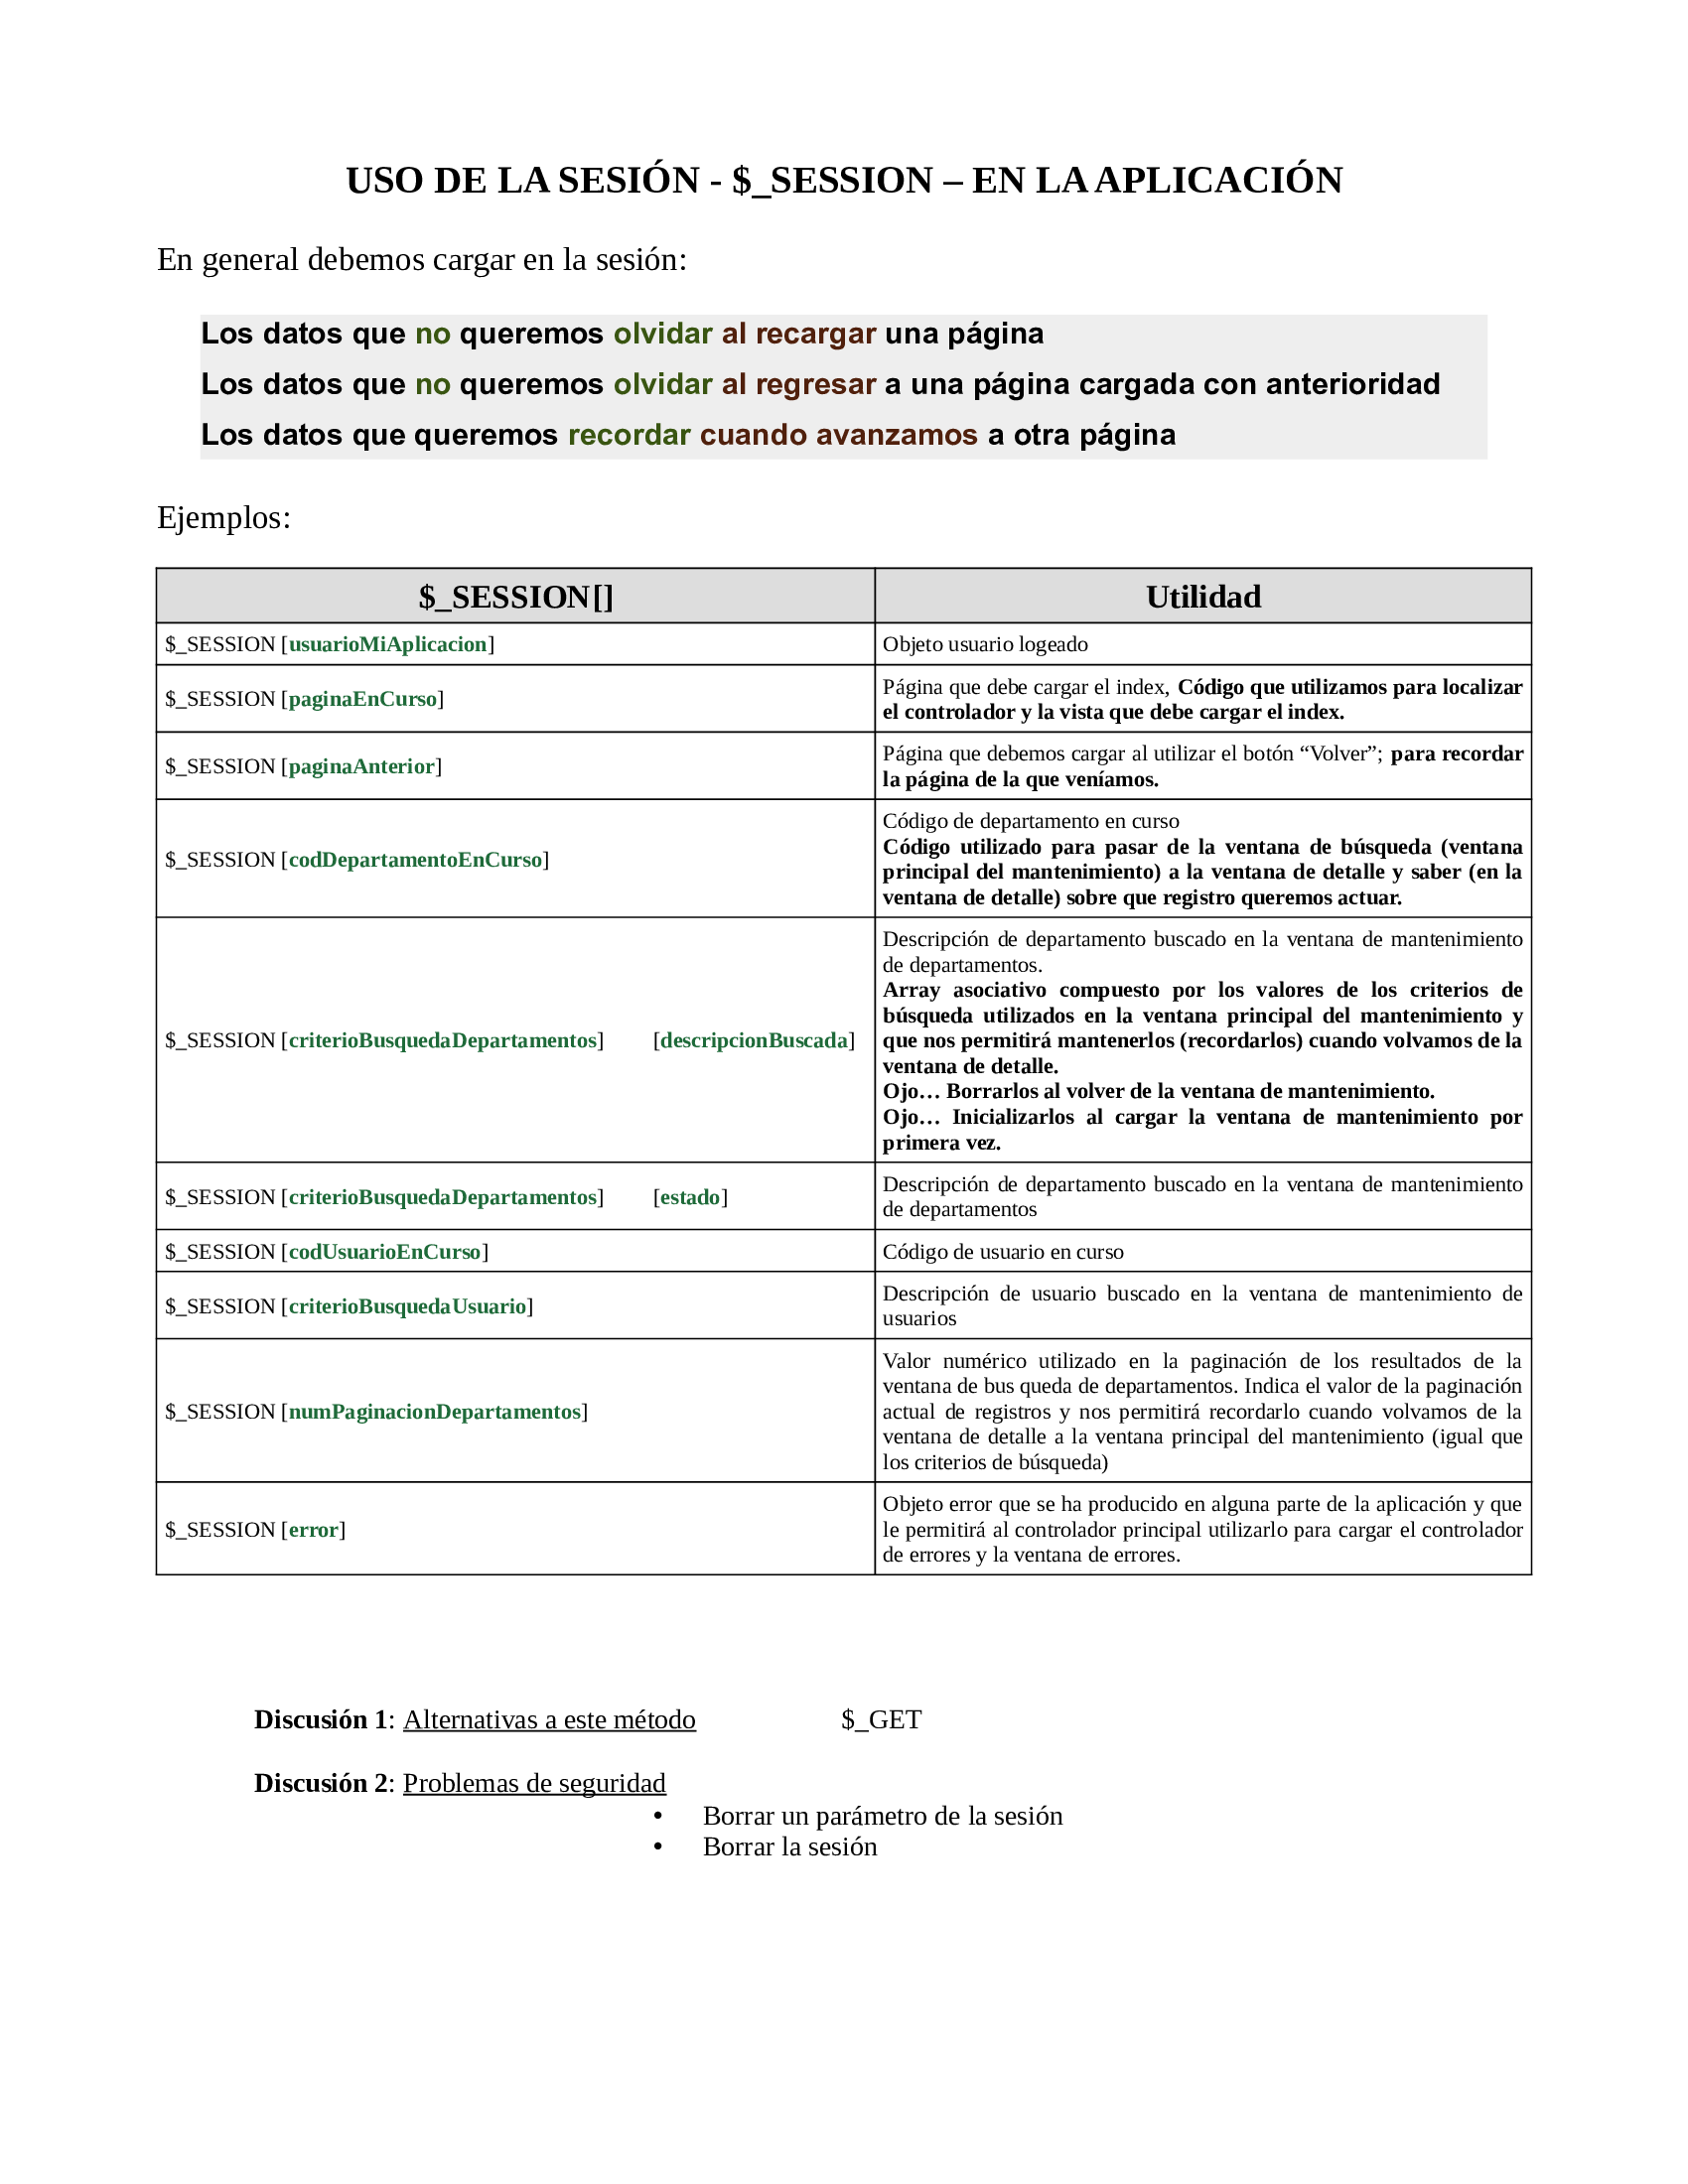 USO DE LA SESIÓN - $_SESSION – EN LA APLICACIÓN
En general debemos cargar en la sesión:
Los datos que no queremos olvidar al recargar una página
Los datos que no queremos olvidar al regresar a una página cargada con anterioridad
Los datos que queremos recordar cuando avanzamos a otra página
Ejemplos:
$_SESSION[] Utilidad
$_SESSION [usuarioMiAplicacion] Objeto usuario logeado
$_SESSION [paginaEnCurso]
Página que debe cargar el index, Código que utilizamos para localizar
el controlador y la vista que debe cargar el index.
$_SESSION [paginaAnterior]
Página que debemos cargar al utilizar el botón “Volver”; para recordar
la página de la que veníamos.
$_SESSION [codDepartamentoEnCurso]
Código de departamento en curso
Código utilizado para pasar de la ventana de búsqueda (ventana
principal del mantenimiento) a la ventana de detalle y saber (en la
ventana de detalle) sobre que registro queremos actuar.
$_SESSION [criterioBusquedaDepartamentos] [descripcionBuscada]
Descripción de departamento buscado en la ventana de mantenimiento
de departamentos.
Array asociativo compuesto por los valores de los criterios de
búsqueda utilizados en la ventana principal del mantenimiento y
que nos permitirá mantenerlos (recordarlos) cuando volvamos de la
ventana de detalle.
Ojo… Borrarlos al volver de la ventana de mantenimiento.
Ojo… Inicializarlos al cargar la ventana de mantenimiento por
primera vez.
$_SESSION [criterioBusquedaDepartamentos] [estado]
Descripción de departamento buscado en la ventana de mantenimiento
de departamentos
$_SESSION [codUsuarioEnCurso] Código de usuario en curso
$_SESSION [criterioBusquedaUsuario]
Descripción de usuario buscado en la ventana de mantenimiento de
usuarios
$_SESSION [numPaginacionDepartamentos]
Valor numérico utilizado en la paginación de los resultados de la
ventana de bus queda de departamentos. Indica el valor de la paginación
actual de registros y nos permitirá recordarlo cuando volvamos de la
ventana de detalle a la ventana principal del mantenimiento (igual que
los criterios de búsqueda)
$_SESSION [error]
Objeto error que se ha producido en alguna parte de la aplicación y que
le permitirá al controlador principal utilizarlo para cargar el controlador
de errores y la ventana de errores.
Discusión 1: Alternativas a este método $_GET
Discusión 2: Problemas de seguridad
• Borrar un parámetro de la sesión
• Borrar la sesión